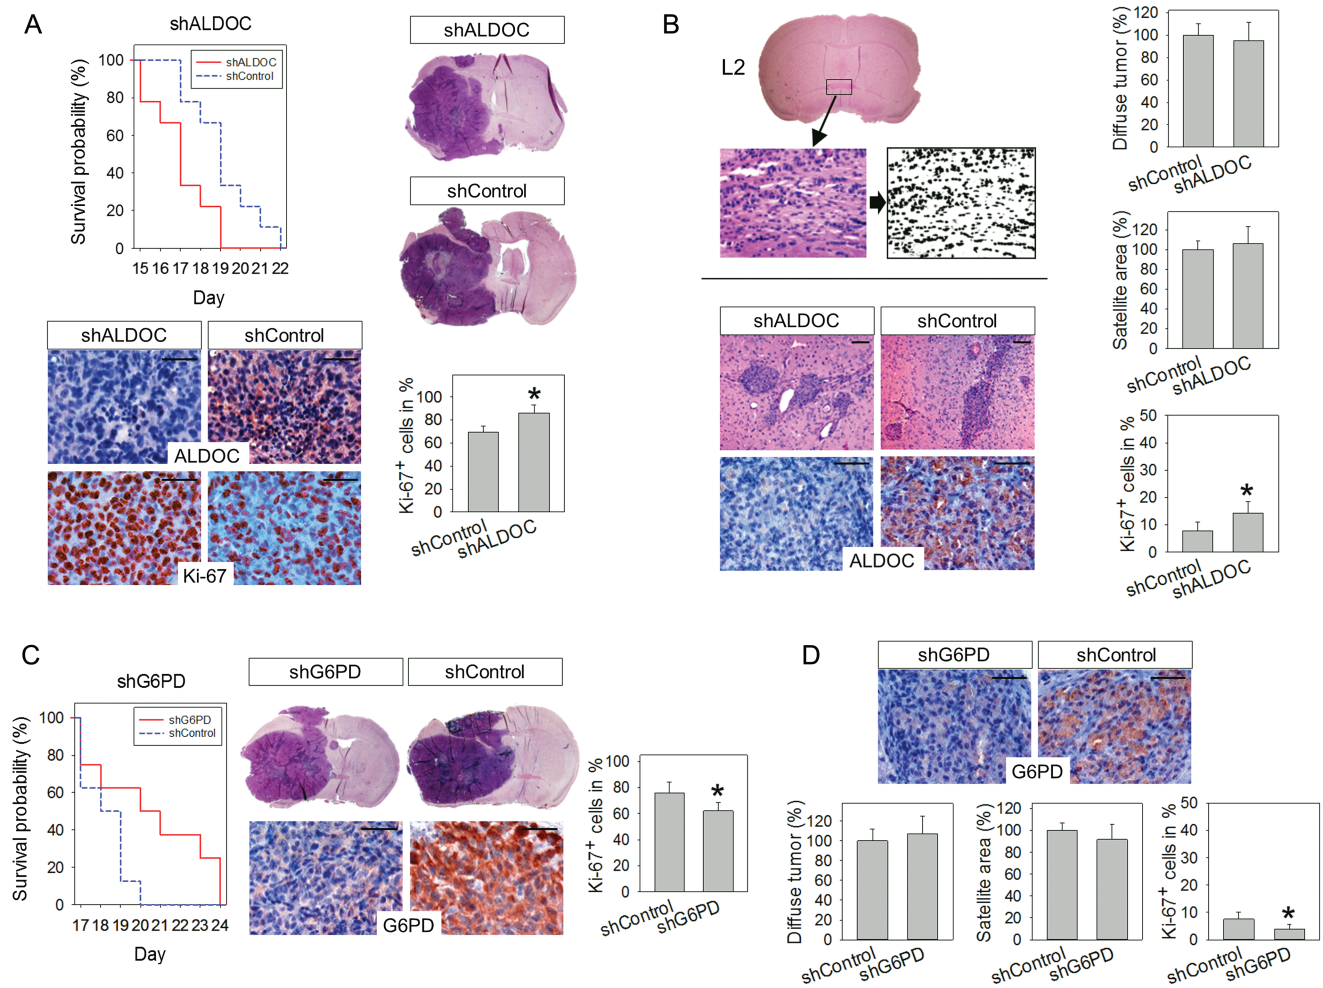 A
shALDOC
Survival probability (%)
100
80
60
40
20
0
shALDOC
shControl
15 16 17 18 19 20 21 22
Day
shALDOC
shControl
shALDOC
shControl
ALDOC
Ki-67
Ki-67+ cells in %
100
80
60
40
20
0
*
shControl
shALDOC
B
L2
shALDOC
shControl
ALDOC
Diffuse tumor (%)
120
100
80
60
40
20
0
shControl
shALDOC
Satellite area (%)
120
100
80
60
40
20
0
shControl
shALDOC
Ki-67+ cells in %
50
40
30
20
10
0
*
shControl
shALDOC
C
shG6PD
Survival probability (%)
100
80
60
40
20
0
shG6PD
shControl
17 18 19 20 21 22 23 24
Day
shG6PD
shControl
G6PD
Ki-67+ cells in %
100
80
60
40
20
0
*
shControl
shG6PD
D
shG6PD
shControl
G6PD
Diffuse tumor (%)
120
100
80
60
40
20
0
shControl
shG6PD
Satellite area (%)
120
100
80
60
40
20
0
shControl
shG6PD
Ki-67+ cells in %
50
40
30
20
10
0
*
shControl
shG6PD